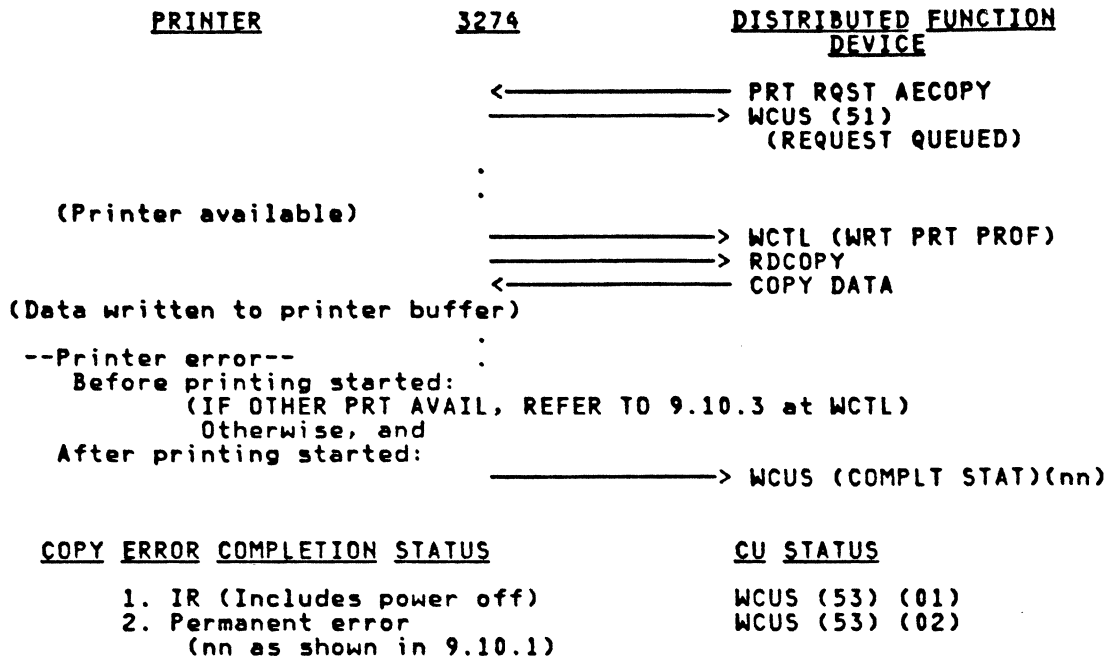 PRINTER 3274 DISTRIBUTED FUNCTION
DEVICE
<------- PRT RQST AECOPY
-------> WCUS (51)
(REQUEST QUEUED)
.
.
(Printer available)
-------> WCTL (WRT PRT PROF)
-------> RDCOPY
<------- COPY DATA
(Data written to printer buffer)
.
--Printer error-- .
Before printing started:
(IF OTHER PRT AVAIL, REFER TO 9.10.3 at WCTL)
Otherwise, and
After printing started:
-------> WCUS (COMPLT STAT)(nn)
COPY ERROR COMPLETION STATUS CU STATUS
1. IR (Includes power off) WCUS (53) (01)
2. Permanent error WCUS (53) (02)
(nn as shown in 9.10.1)